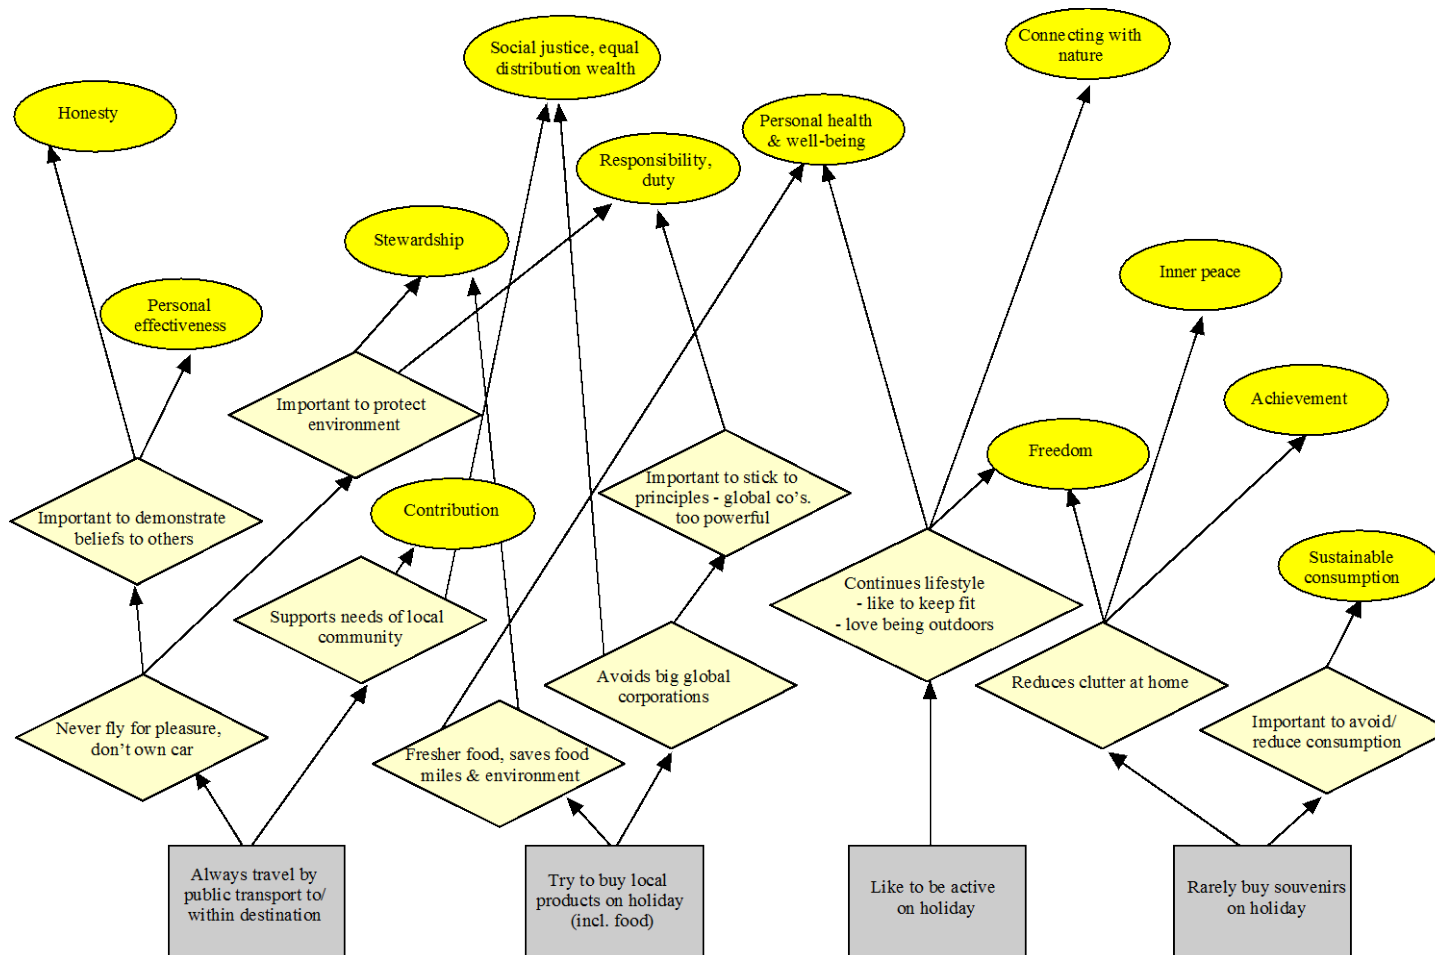 Connecting with
nature
Social justice, equal
distribution wealth
Honesty
Personal health
& well-being
Responsibility,
duty
Stewardship
Inner peace
Personal
effectiveness
Important to protect
environment
Achievement
Freedom
Important to stick to
principles - global co's.
too powerful
Contribution
Important to demonstrate
beliefs to others
Sustainable
consumption
Continues lifestyle
- like to keep fit
- love being outdoors
Supports needs of local
community
Avoids big global
corporations
Reduces clutter at home
Never fly for pleasure,
don't own car
Important to avoid/
reduce consumption
Fresher food, saves food
miles & environment
Always travel by
public transport to/
within destination
Try to buy local
products on holiday
(incl. food)
Like to be active
on holiday
Rarely buy souvenirs
on holiday